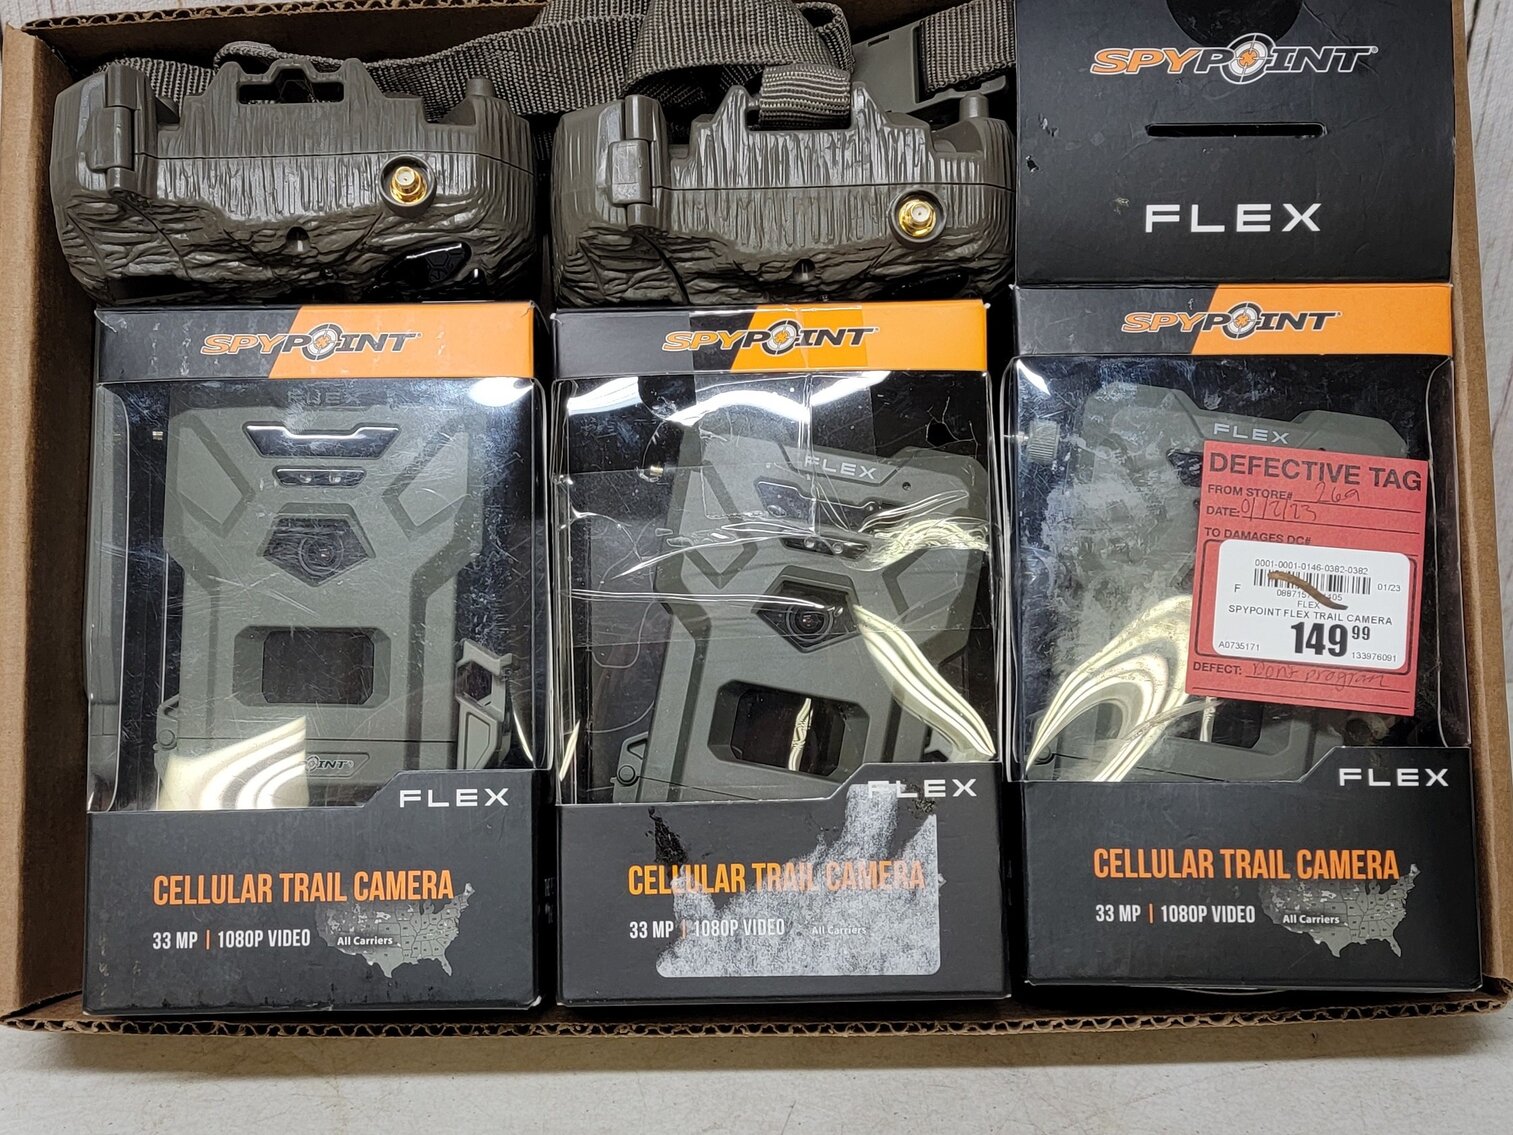 SPYPOINT
FLEX
SPYPOINT
FLEX
FLEX
CELLULAR TRAIL CAMERA
33 MP | 1080P VIDEO
All Carriers
SPYPOINT
FLEX
FLEX
CELLULAR TRAIL CAMERA
33 MP | 1080P VIDEO
All Carriers
SPYPOINT
FLEX
DEFECTIVE TAG
FROM STORE# 269
DATE:
TO DAMAGES DC#
0001-0001-0146-0382-0382
F
01/23
FLEX
SPYPOINT FLEX TRAIL CAMERA
149 99
A0735171
133976091
DEFECT: Dont program
FLEX
CELLULAR TRAIL CAMERA
33 MP | 1080P VIDEO
All Carriers